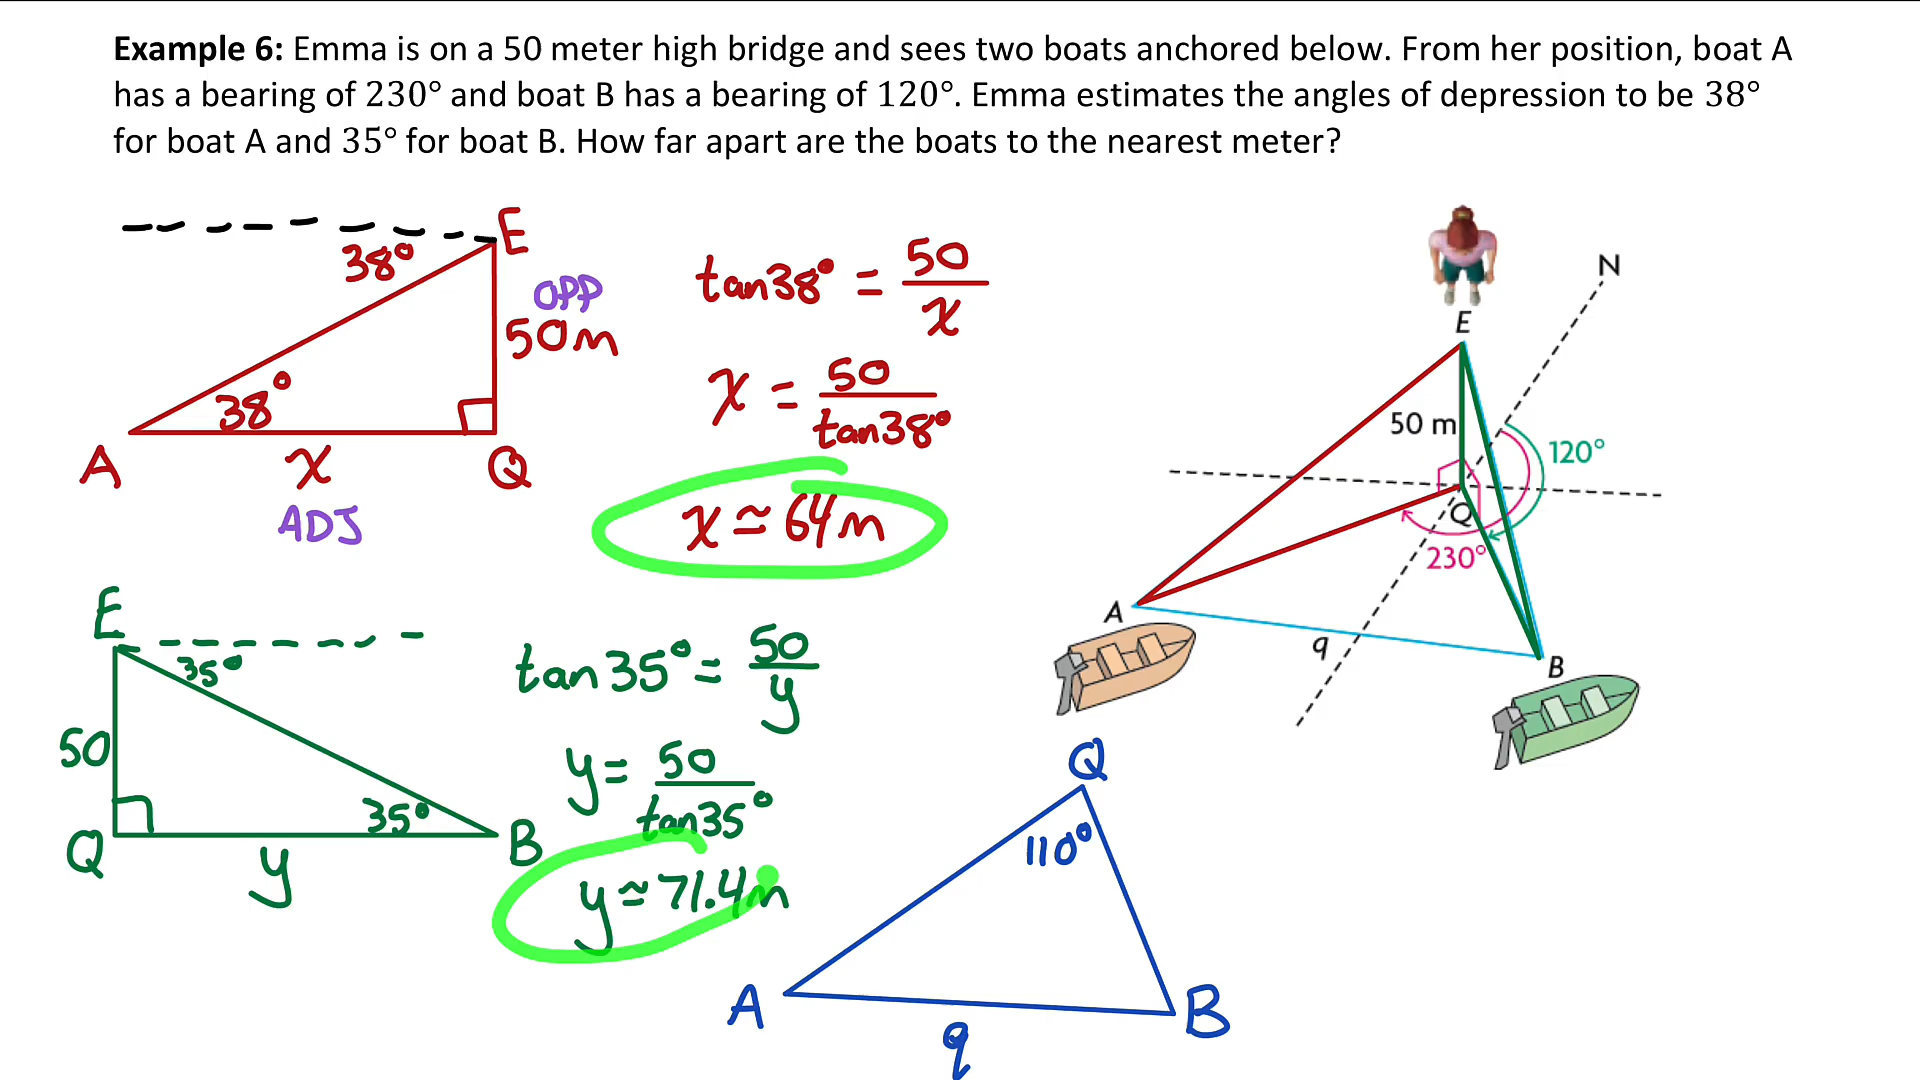 Example 6: Emma is on a 50 meter high bridge and sees two boats anchored below. From her position, boat A
has a bearing of 230° and boat B has a bearing of 120°. Emma estimates the angles of depression to be 38°
for boat A and 35° for boat B. How far apart are the boats to the nearest meter?
E
38°
OPP
50m
38°
A
x
Q
ADJ
tan38° = 50/x
x = 50/tan38°
x ≃ 64m
N
E
50 m
120°
Q
230°
A
q
B
E
35°
50
35°
Q
y
B
tan35° = 50/y
y = 50/tan35°
y ≃ 71.4m
Q
110°
A
B
q